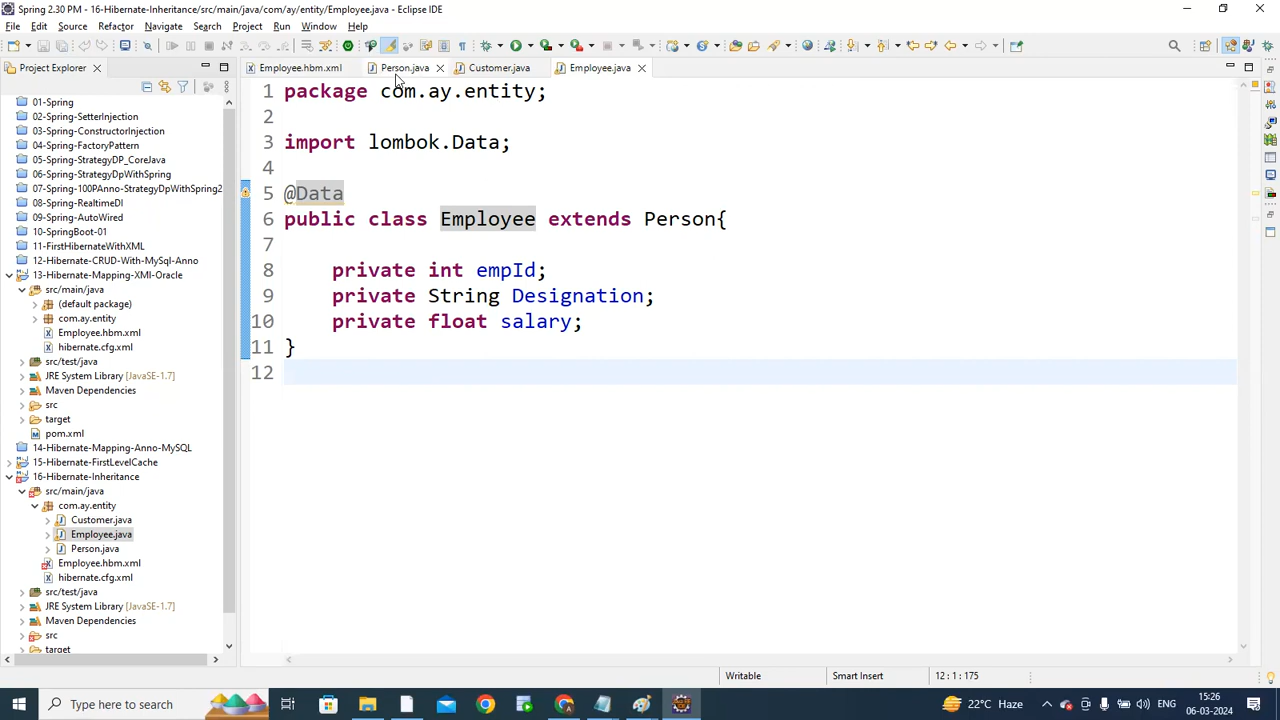 Spring 2.30 PM - 16-Hibernate-Inheritance/src/main/java/com/ay/entity/Employee.java - Eclipse IDE
File Edit Source Refactor Navigate Search Project Run Window Help
Project Explorer
Employee.hbm.xml Person.java Customer.java Employee.java
01-Spring
02-Spring-SetterInjection
03-Spring-ConstructorInjection
04-Spring-FactoryPattern
05-Spring-StrategyDP_CoreJava
06-Spring-StrategyDPWithSpring
07-Spring-100PAnno-StrategyDpWithSpring2
08-Spring-RealtimeDI
09-Spring-AutoWired
10-SpringBoot-01
11-FirstHibernateWithXML
12-Hibernate-CRUD-With-MySql-Anno
13-Hibernate-Mapping-XMl-Oracle
src/main/java
(default package)
com.ay.entity
Employee.hbm.xml
hibernate.cfg.xml
src/test/java
JRE System Library [JavaSE-1.7]
Maven Dependencies
src
target
pom.xml
14-Hibernate-Mapping-Anno-MySQL
15-Hibernate-FirstLevelCache
16-Hibernate-Inheritance
src/main/java
com.ay.entity
Customer.java
Employee.java
Person.java
Employee.hbm.xml
hibernate.cfg.xml
src/test/java
JRE System Library [JavaSE-1.7]
Maven Dependencies
src
target
1 package com.ay.entity;
2
3 import lombok.Data;
4
5 @Data
6 public class Employee extends Person{
7
8 private int empId;
9 private String Designation;
10 private float salary;
11 }
12
Writable Smart Insert 12 : 1 : 175
Type here to search
22°C Haze
ENG
15:26
06-03-2024